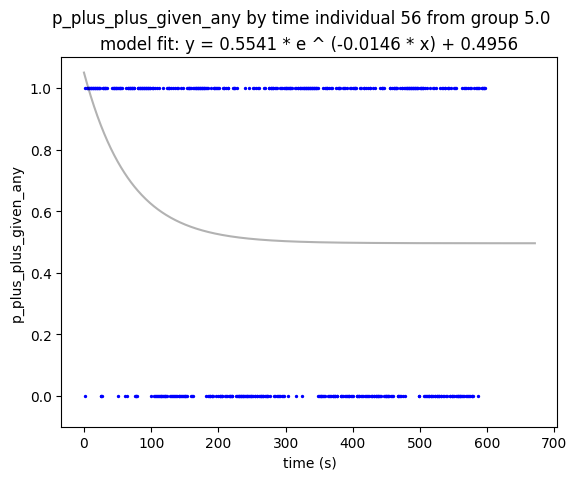 p_plus_plus_given_any by time individual 56 from group 5.0
model fit: y = 0.5541 * e ^ (-0.0146 * x) + 0.4956
1.0
0.8
0.6
0.4
0.2
0.0
p_plus_plus_given_any
0 100 200 300 400 500 600 700
time (s)